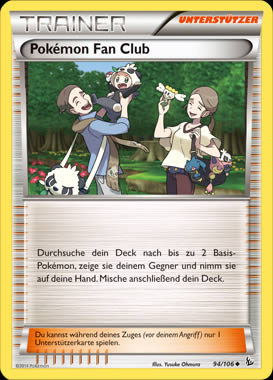 TRAINER
UNTERSTÜTZER
Pokémon Fan Club
Durchsuche dein Deck nach bis zu 2 Basis-
Pokémon, zeige sie deinem Gegner und nimm sie
auf deine Hand. Mische anschließend dein Deck.
Du kannst während deines Zuges (vor deinem Angriff) nur 1
Unterstützerkarte spielen.
©2014 Pokémon
Illus. Yusuke Ohmura
94/106